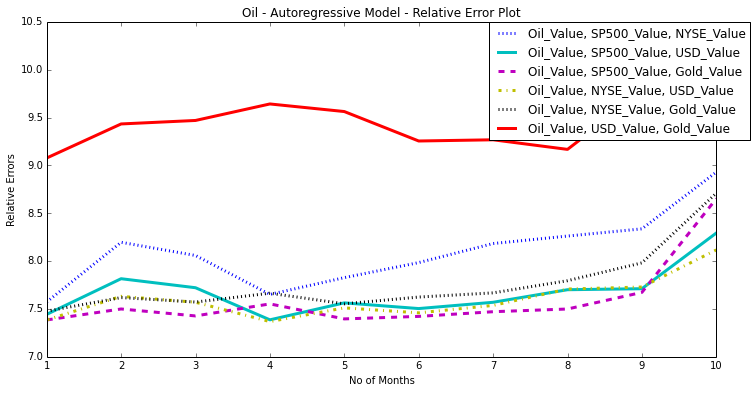 Oil - Autoregressive Model - Relative Error Plot
10.5
10.0
9.5
9.0
8.5
8.0
7.5
7.0
Relative Errors
Oil_Value, SP500_Value, NYSE_Value
Oil_Value, SP500_Value, USD_Value
Oil_Value, SP500_Value, Gold_Value
Oil_Value, NYSE_Value, USD_Value
Oil_Value, NYSE_Value, Gold_Value
Oil_Value, USD_Value, Gold_Value
1 2 3 4 5 6 7 8 9 10
No of Months